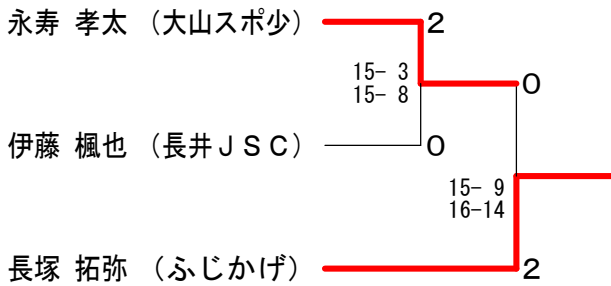 永寿 孝太 （大山スポ少） 2
15- 3
15- 8
0
伊藤 楓也 （長井ＪＳＣ） 0
15- 9
16-14
長塚 拓弥 （ふじかげ） 2